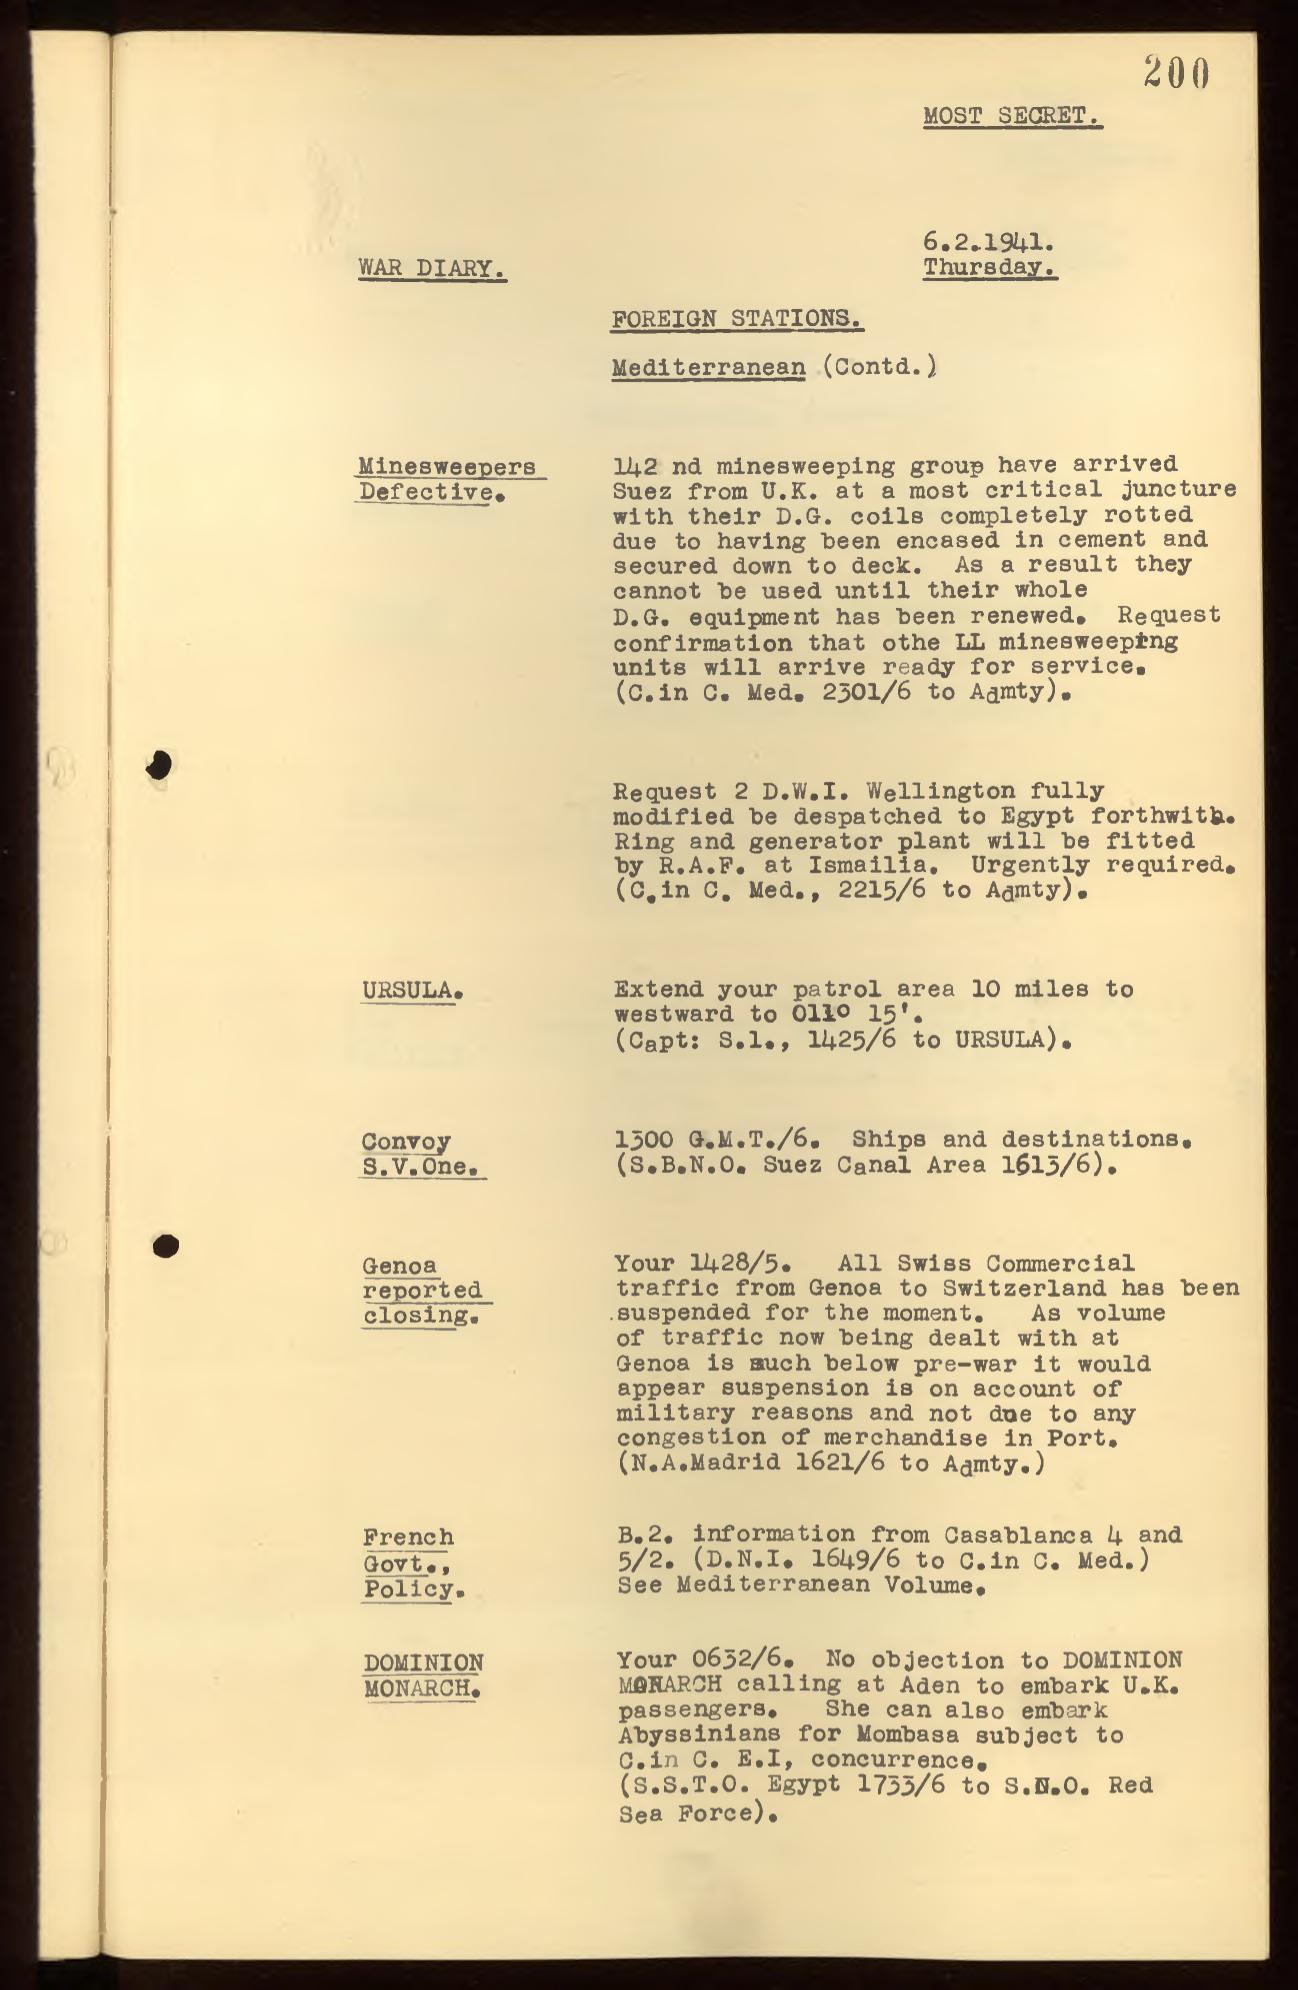 200
MOST SECRET.
6.2.1941.
WAR DIARY.
Thursday.
FOREIGN STATIONS.
Mediterranean (Contd.)
Minesweepers
Defective.
142 nd minesweeping group have arrived
Suez from U.K. at a most critical juncture
with their D.G. coils completely rotted
due to having been encased in cement and
secured down to deck. As a result they
cannot be used until their whole
D.G. equipment has been renewed. Request
confirmation that othe LL minesweeping
units will arrive ready for service.
(C.in C. Med. 2301/6 to Admty).
Request 2 D.W.I. Wellington fully
modified be despatched to Egypt forthwith.
Ring and generator plant will be fitted
by R.A.F. at Ismailia. Urgently required.
(C.in C. Med., 2215/6 to Admty).
URSULA.
Extend your patrol area 10 miles to
westward to 011° 15'.
(Capt: S.1., 1425/6 to URSULA).
Convoy
S.V.One.
1300 G.M.T./6. Ships and destinations.
(S.B.N.O. Suez Canal Area 1613/6).
Genoa
reported
closing.
Your 1428/5. All Swiss Commercial
traffic from Genoa to Switzerland has been
suspended for the moment. As volume
of traffic now being dealt with at
Genoa is much below pre-war it would
appear suspension is on account of
military reasons and not due to any
congestion of merchandise in Port.
(N.A.Madrid 1621/6 to Admty.)
French
Govt.,
Policy.
B.2. information from Casablanca 4 and
5/2. (D.N.I. 1649/6 to C.in C. Med.)
See Mediterranean Volume.
DOMINION
MONARCH.
Your 0632/6. No objection to DOMINION
MONARCH calling at Aden to embark U.K.
passengers. She can also embark
Abyssinians for Mombasa subject to
C.in C. E.I, concurrence.
(S.S.T.O. Egypt 1733/6 to S.N.O. Red
Sea Force).